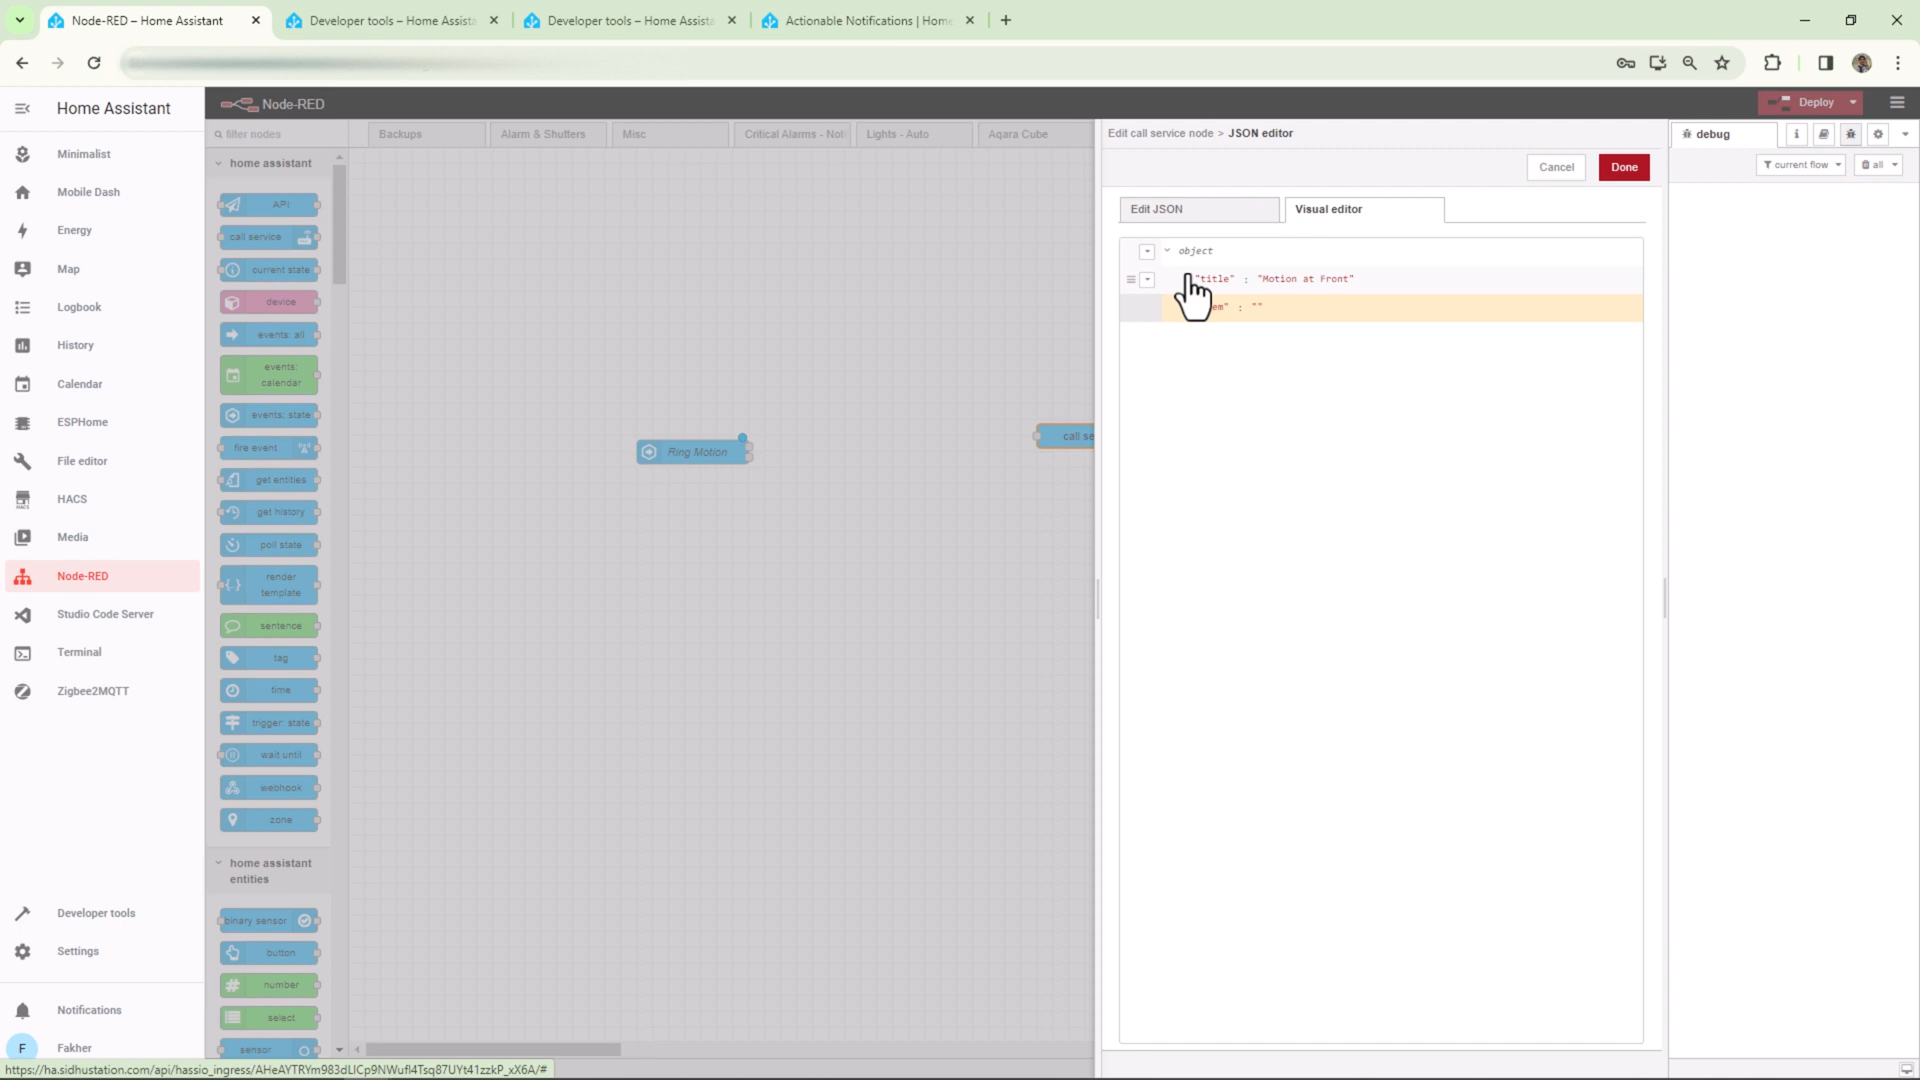 Node-RED – Home Assistant
Developer tools – Home Assista
Developer tools – Home Assista
Actionable Notifications | Home
Home Assistant
Minimalist
Mobile Dash
Energy
Map
Logbook
History
Calendar
ESPHome
File editor
HACS
Media
Node-RED
Studio Code Server
Terminal
Zigbee2MQTT
Developer tools
Settings
Notifications
F Fakher
Node-RED
Deploy
filter nodes
home assistant
API
call service
current state
device
events: all
events: calendar
events: state
fire event
get entities
get history
poll state
render template
sentence
tag
time
trigger: state
wait until
webhook
zone
home assistant entities
binary sensor
button
number
select
sensor
Backups
Alarm & Shutters
Misc
Critical Alarms - Not
Lights - Auto
Aqara Cube
Ring Motion
call se
Edit call service node > JSON editor
Cancel
Done
Edit JSON
Visual editor
object
"title" : "Motion at Front"
em" : ""
debug
current flow
all
https://ha.sidhustation.com/api/hassio_ingress/AHeAYTRYm983dLlCp9NWufl4Tsq87UYt41zzkP_xX6A/#